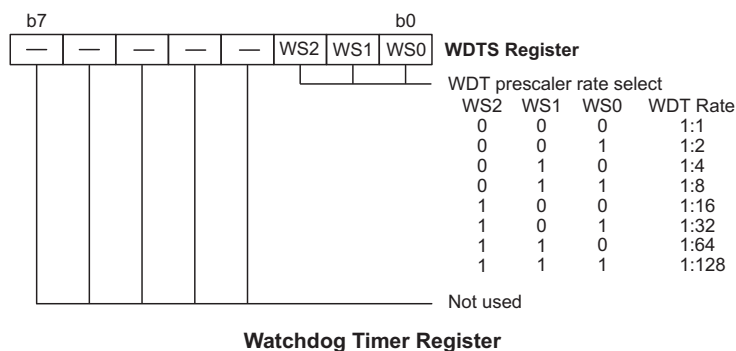 b7 b0
— — — — — WS2 WS1 WS0 WDTS Register
WDT prescaler rate select
WS2 WS1 WS0 WDT Rate
0 0 0 1:1
0 0 1 1:2
0 1 0 1:4
0 1 1 1:8
1 0 0 1:16
1 0 1 1:32
1 1 0 1:64
1 1 1 1:128
Not used
Watchdog Timer Register